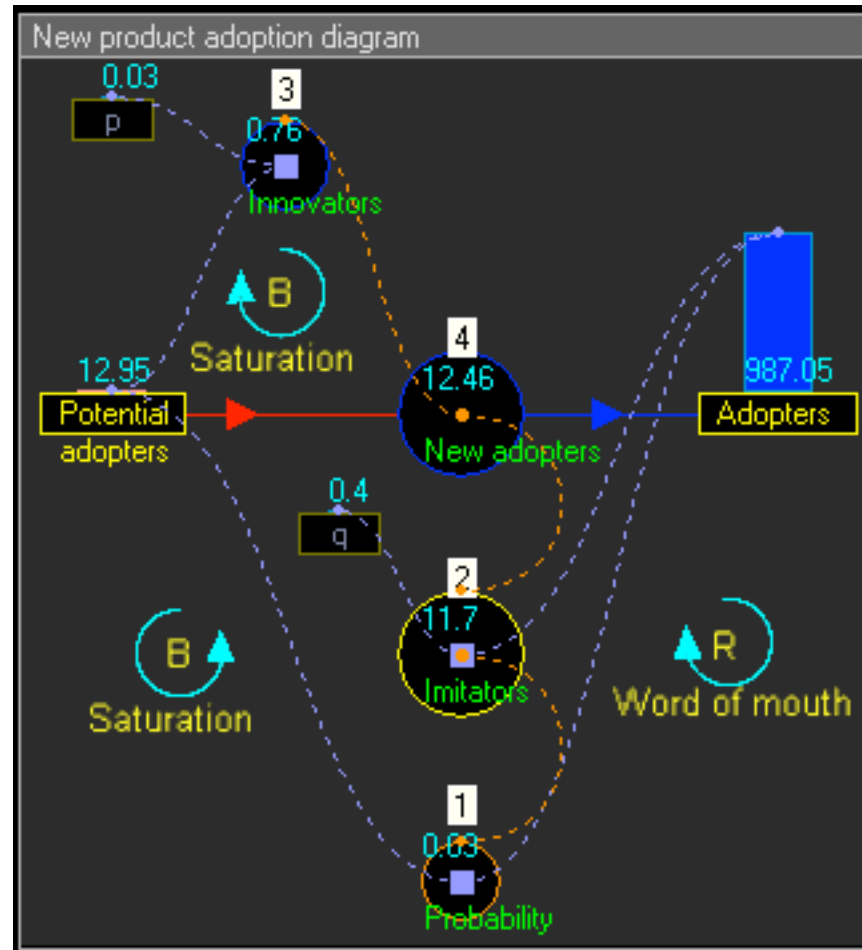 New product adoption diagram
0.03
p
3
0.76
Innovators
B
Saturation
12.95
Potential
adopters
4
12.46
New adopters
987.05
Adopters
0.4
q
2
11.7
Imitators
B
Saturation
R
Word of mouth
1
0.03
Probability